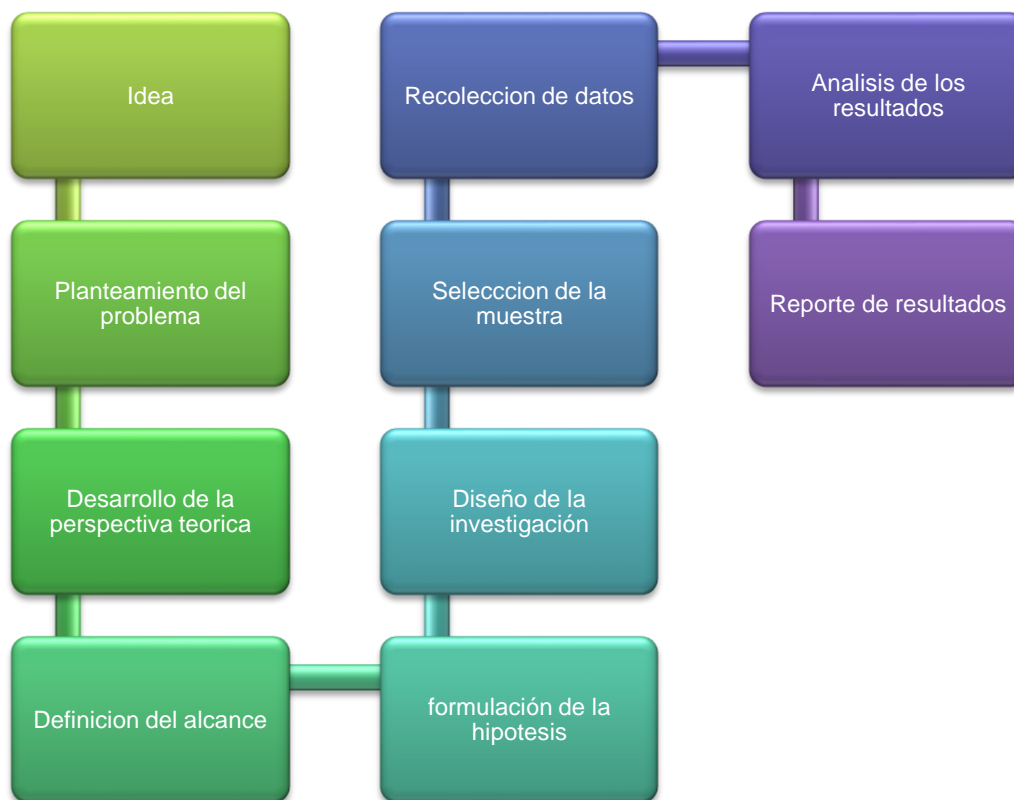 Idea
Planteamiento del
problema
Desarrollo de la
perspectiva teorica
Definicion del alcance
formulación de la
hipotesis
Diseño de la
investigación
Seleccccion de la
muestra
Recoleccion de datos
Analisis de los
resultados
Reporte de resultados